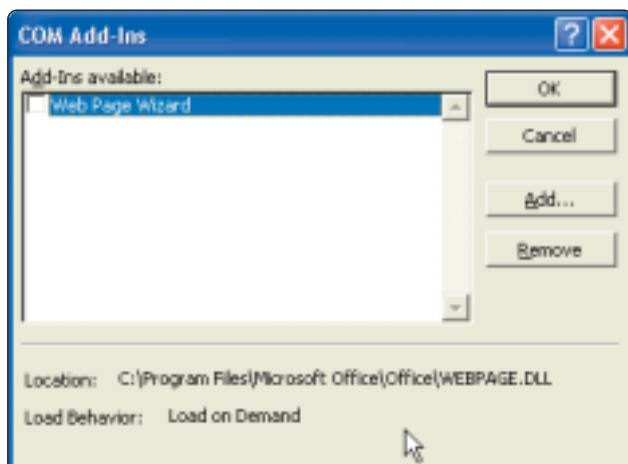 COM Add-Ins
Add-Ins available:
Web Page Wizard
OK
Cancel
Add...
Remove
Location: C:\Program Files\Microsoft Office\Office\WEBPAGE.DLL
Load Behavior: Load on Demand